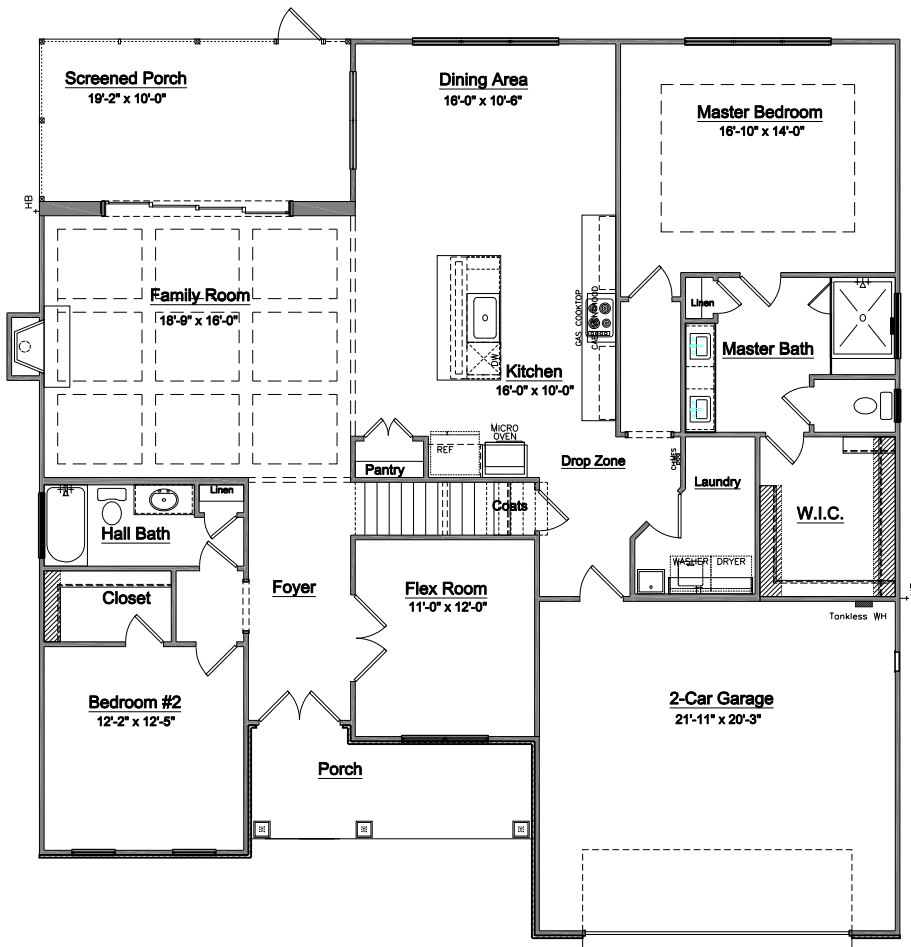 Screened Porch
19'-2" x 10'-0"
Dining Area
16'-0" x 10'-6"
Master Bedroom
16'-10" x 14'-0"
HB
Family Room
18'-9" x 16'-0"
GAS COOKTOP
Linen
Master Bath
DW
Kitchen
16'-0" x 10'-0"
MICRO
OVEN
REF
Pantry
Drop Zone
Laundry
Linen
Coats
W.I.C.
Hall Bath
WASHER
DRYER
Closet
Foyer
Flex Room
11'-0" x 12'-0"
Tankless WH
Bedroom #2
12'-2" x 12'-5"
2-Car Garage
21'-11" x 20'-3"
Porch